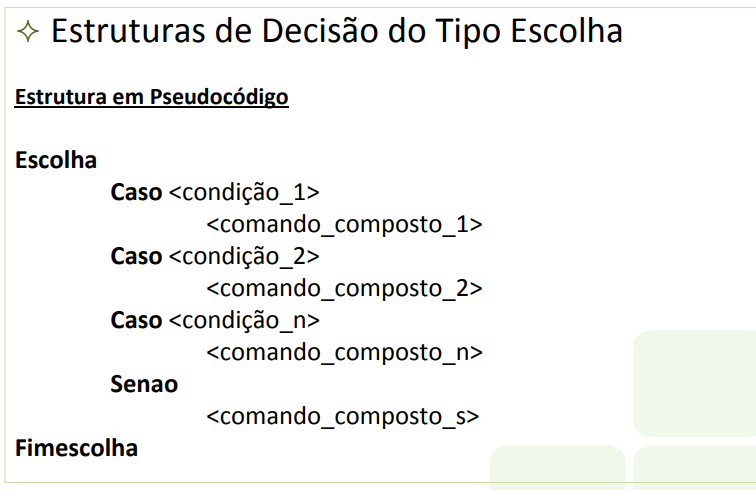 Estruturas de Decisão do Tipo Escolha
Estrutura em Pseudocódigo
Escolha
Caso <condição_1>
<comando_composto_1>
Caso <condição_2>
<comando_composto_2>
Caso <condição_n>
<comando_composto_n>
Senao
<comando_composto_s>
Fimescolha